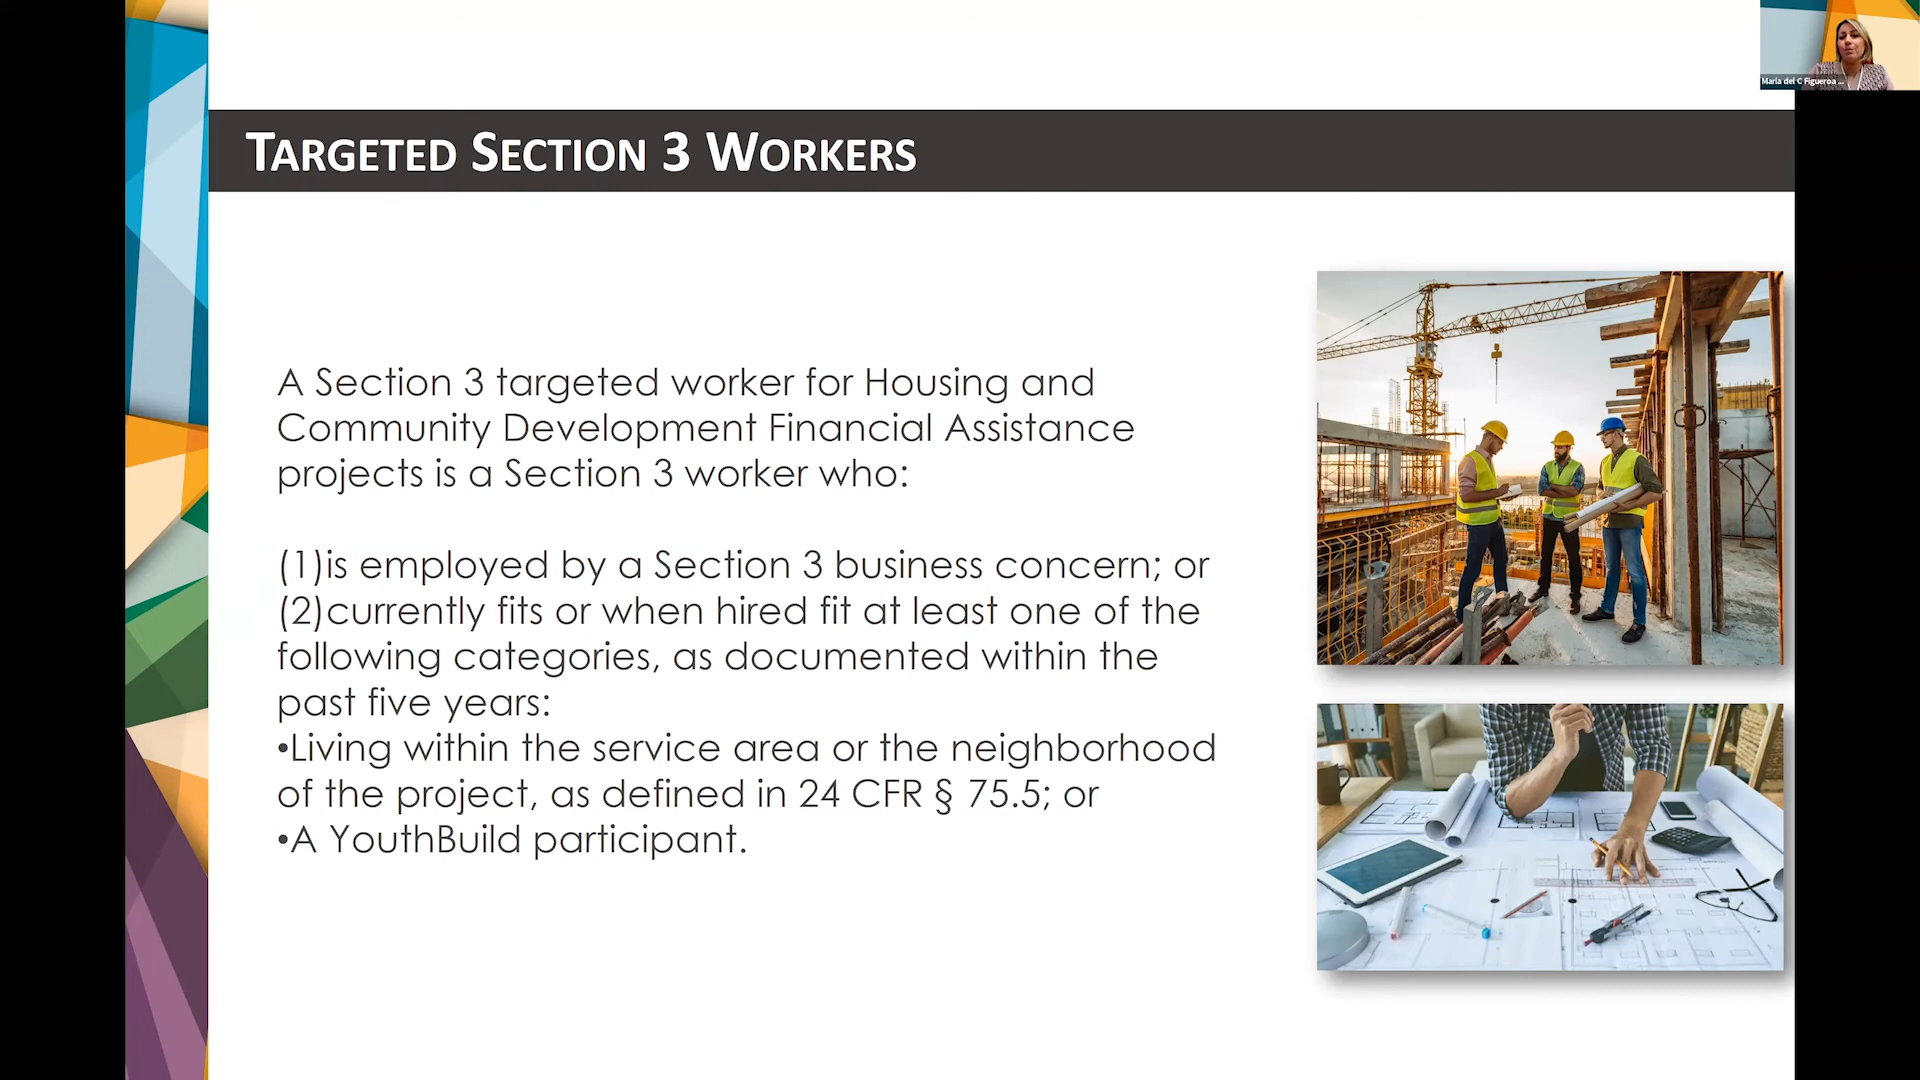 Maria del C Figueroa ...
TARGETED SECTION 3 WORKERS
A Section 3 targeted worker for Housing and
Community Development Financial Assistance
projects is a Section 3 worker who:
(1)is employed by a Section 3 business concern; or
(2)currently fits or when hired fit at least one of the
following categories, as documented within the
past five years:
•Living within the service area or the neighborhood
of the project, as defined in 24 CFR § 75.5; or
•A YouthBuild participant.